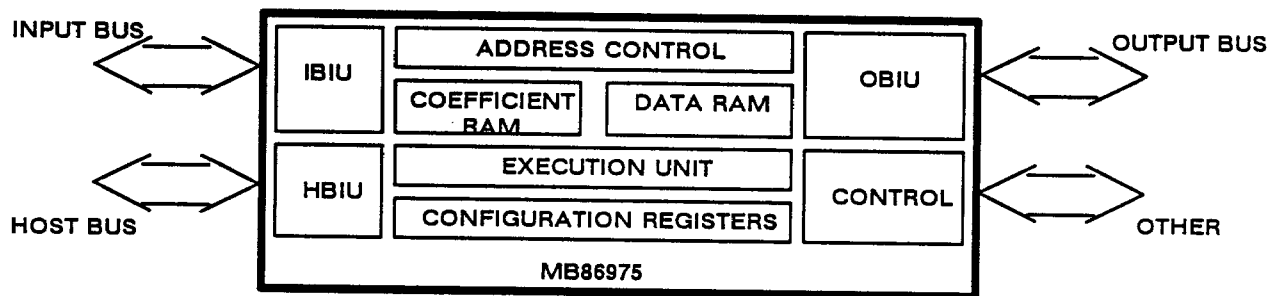 INPUT BUS
IBIU
ADDRESS CONTROL
COEFFICIENT
RAM
DATA RAM
OBIU
OUTPUT BUS
HOST BUS
HBIU
EXECUTION UNIT
CONFIGURATION REGISTERS
CONTROL
OTHER
MB86975